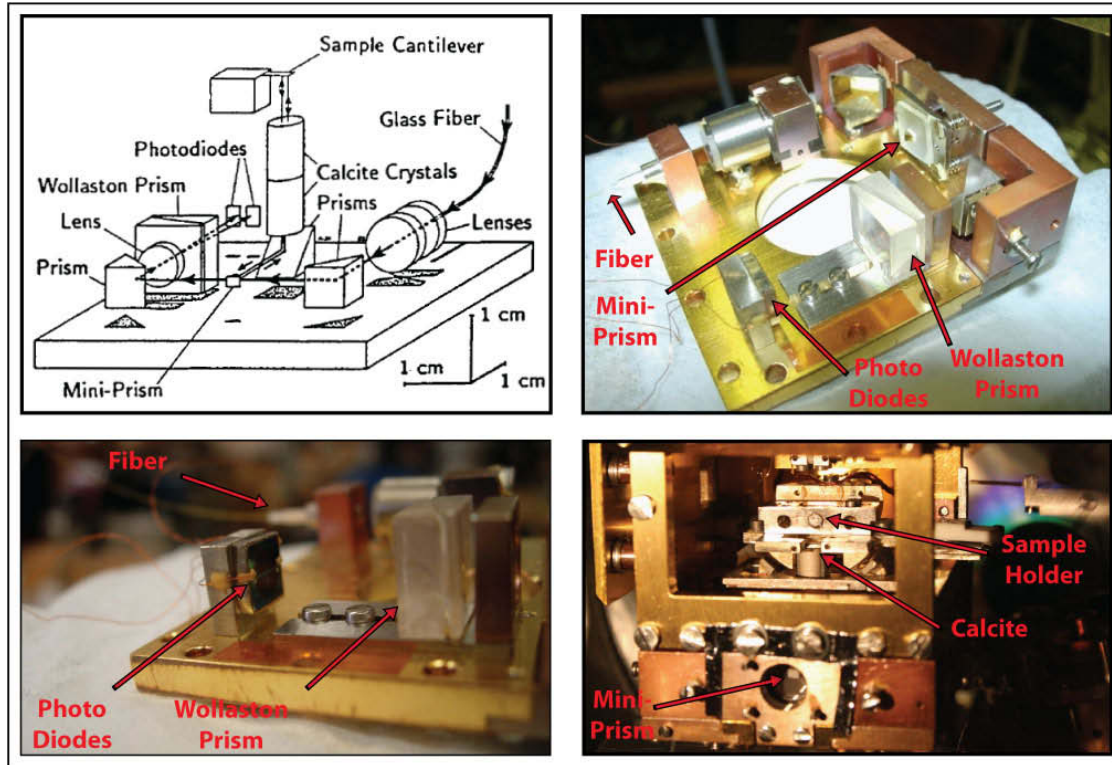 Sample Cantilever
Glass Fiber
Photodiodes
Wollaston Prism
Calcite Crystals
Lens
Prisms
Lenses
Prism
1 cm
1 cm
1 cm
Mini-Prism
Fiber
Mini-
Prism
Photo
Diodes
Wollaston
Prism
Fiber
Photo
Diodes
Wollaston
Prism
Sample
Holder
Calcite
Mini-
Prism